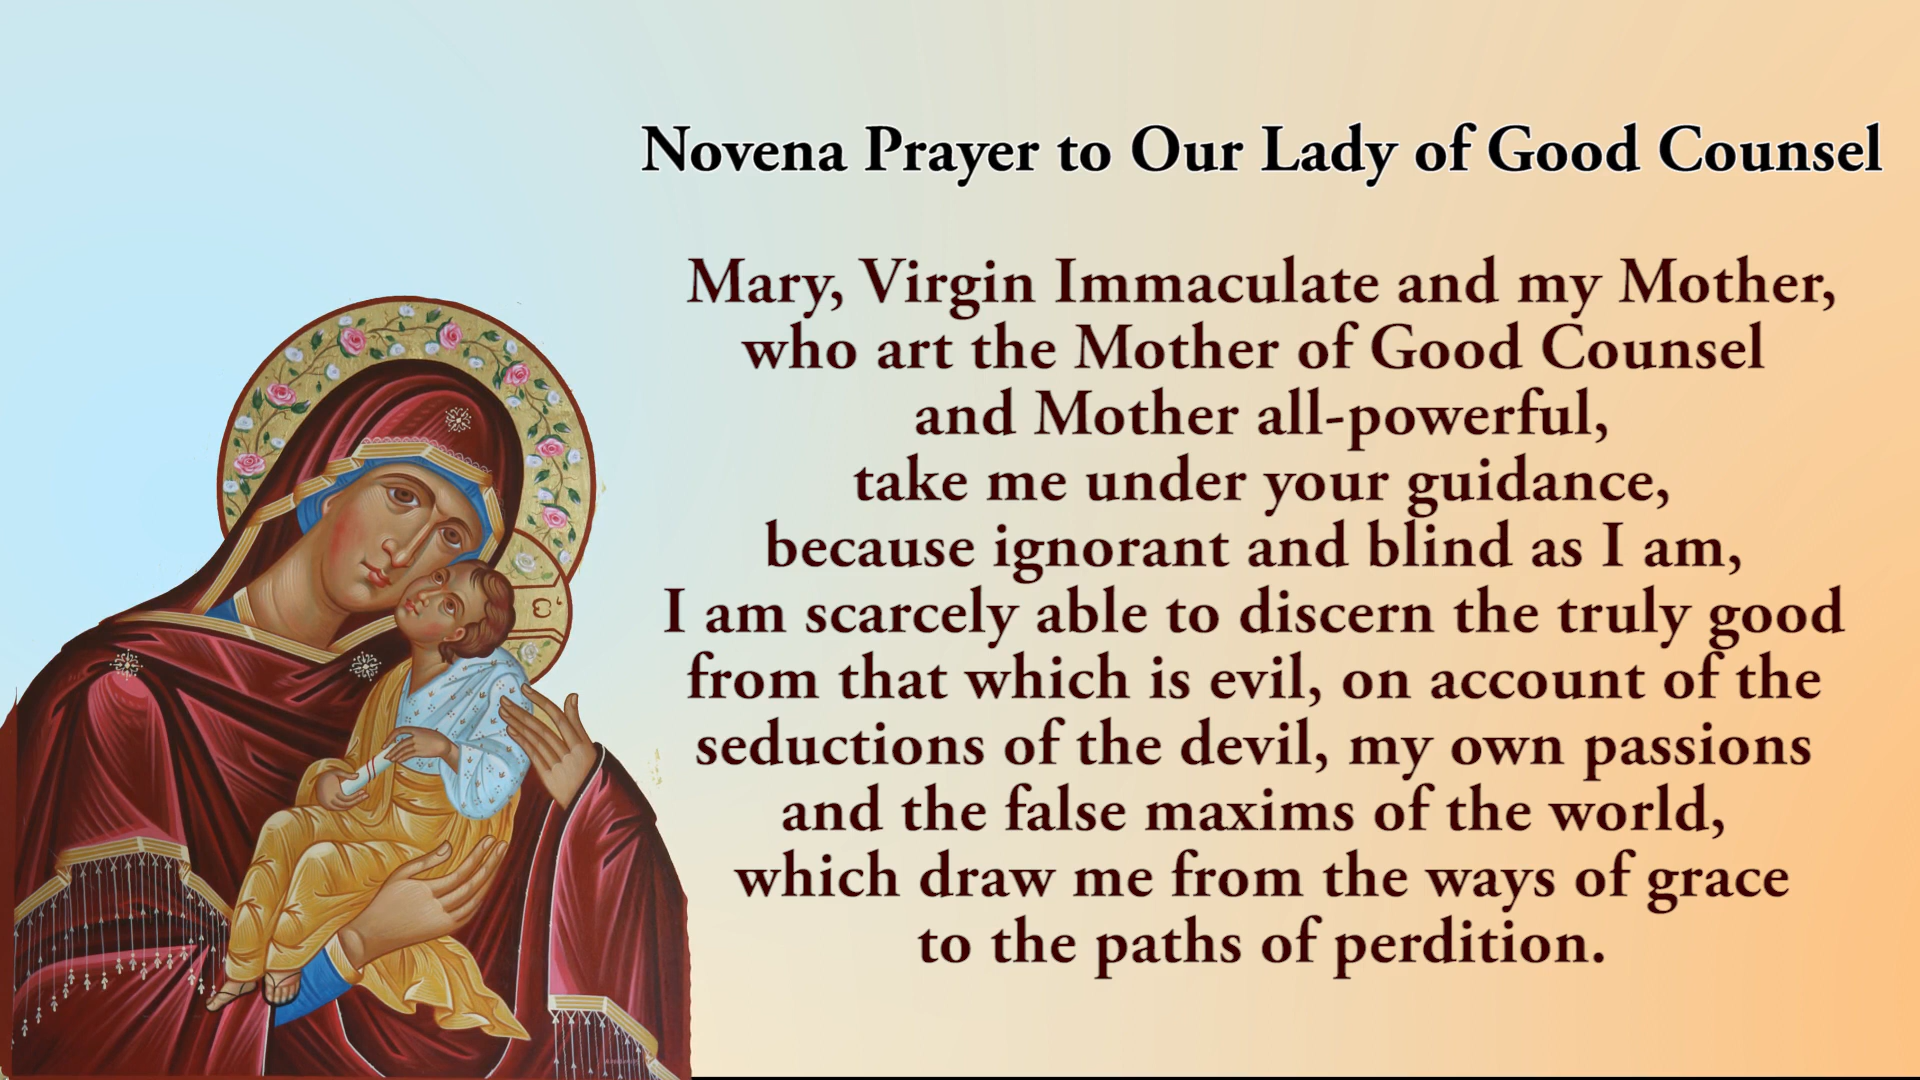 Novena Prayer to Our Lady of Good Counsel
Mary, Virgin Immaculate and my Mother,
who art the Mother of Good Counsel
and Mother all-powerful,
take me under your guidance,
because ignorant and blind as I am,
I am scarcely able to discern the truly good
from that which is evil, on account of the
seductions of the devil, my own passions
and the false maxims of the world,
which draw me from the ways of grace
to the paths of perdition.